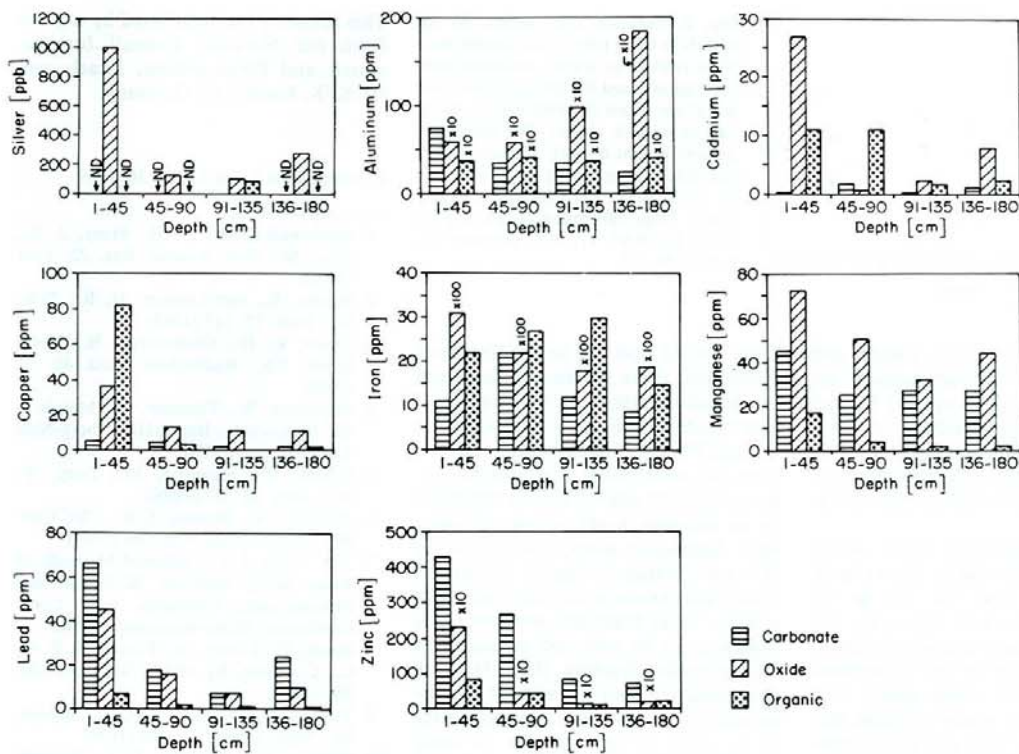 Silver [ppb]
1200
1000
800
600
400
200
0
ND
ND
ND
ND
ND
ND
1-45 45-90 91-135 136-180
Depth [cm]
Aluminum [ppm]
200
100
0
x10
x10
x10
x10
x10
x10
x10
x10
1-45 45-90 91-135 136-180
Depth [cm]
Cadmium [ppm]
30
20
10
0
1-45 45-90 91-135 136-180
Depth [cm]
Copper [ppm]
100
80
60
40
20
0
1-45 45-90 91-135 136-180
Depth [cm]
Iron [ppm]
40
30
20
10
0
x100
x100
x100
x100
1-45 45-90 91-135 136-180
Depth [cm]
Manganese [ppm]
80
60
40
20
0
1-45 45-90 91-135 136-180
Depth [cm]
Lead [ppm]
80
60
40
20
0
1-45 45-90 91-135 136-180
Depth [cm]
Zinc [ppm]
500
400
300
200
100
0
x10
x10
x10
x10
1-45 45-90 91-135 136-180
Depth [cm]
Carbonate
Oxide
Organic